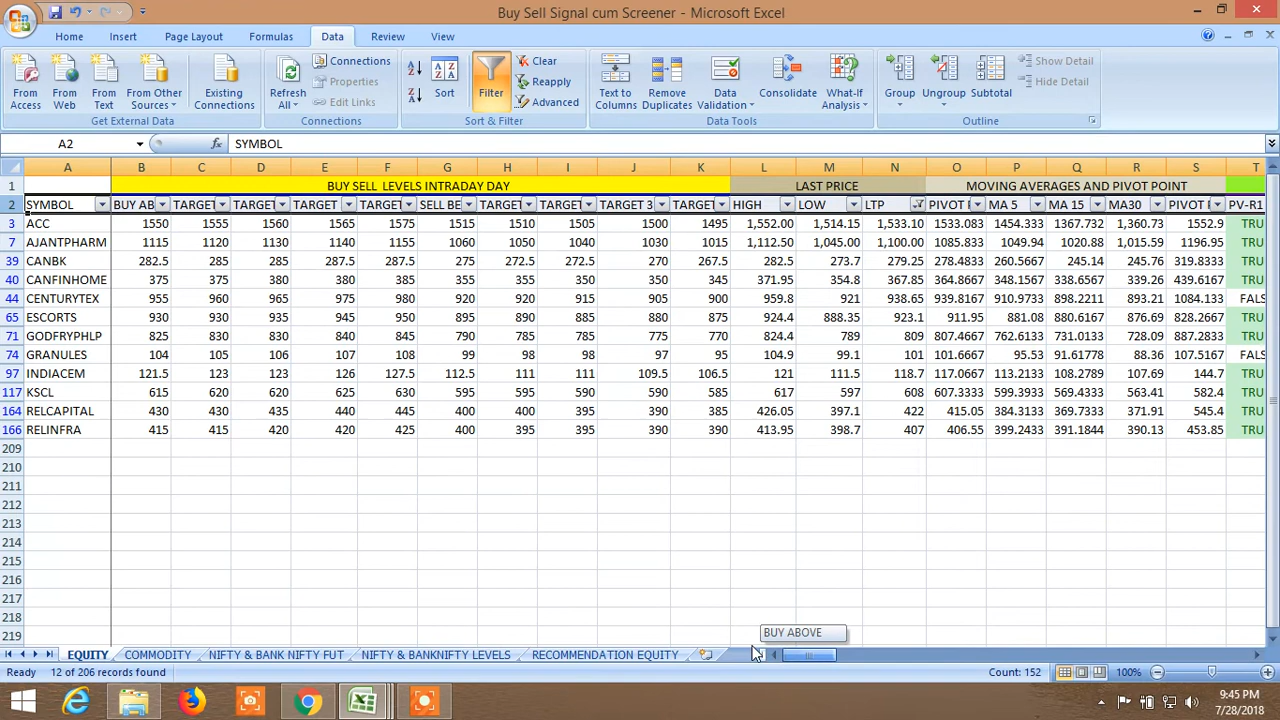 Buy Sell Signal cum Screener - Microsoft Excel
Home Insert Page Layout Formulas Data Review View
From Access
From Web
From Text
From Other Sources
Existing Connections
Get External Data
Refresh All
Connections
Properties
Edit Links
Connections
Sort
Filter
Clear
Reapply
Advanced
Sort & Filter
Text to Columns
Remove Duplicates
Data Validation
Consolidate
What-If Analysis
Data Tools
Group
Ungroup
Subtotal
Show Detail
Hide Detail
Outline
A2 fx SYMBOL
A B C D E F G H I J K L M N O P Q R S T
1 BUY SELL LEVELS INTRADAY DAY LAST PRICE MOVING AVERAGES AND PIVOT POINT
2 SYMBOL BUY AB TARGET TARGET TARGET TARGET SELL BE TARGET TARGET TARGET 3 TARGET HIGH LOW LTP PIVOT MA 5 MA 15 MA30 PIVOT PV-R1
3 ACC 1550 1555 1560 1565 1575 1515 1510 1505 1500 1495 1,552.00 1,514.15 1,533.10 1533.083 1454.333 1367.732 1,360.73 1552.9 TRU
7 AJANTPHARM 1115 1120 1130 1140 1155 1060 1050 1040 1030 1015 1,112.50 1,045.00 1,100.00 1085.833 1049.94 1020.88 1,015.59 1196.95 TRU
39 CANBK 282.5 285 285 287.5 287.5 275 272.5 272.5 270 267.5 282.5 273.7 279.25 278.4833 260.5667 245.14 245.76 319.8333 TRU
40 CANFINHOME 375 375 380 380 385 355 355 350 350 345 371.95 354.8 367.85 364.8667 348.1567 338.6567 339.16 439.6167 TRU
44 CENTURYTEX 955 960 965 975 980 920 920 915 905 900 959.8 921 938.65 939.8167 910.9733 898.2211 893.21 1084.133 FALS
65 ESCORTS 930 930 935 945 950 895 890 885 880 875 924.4 888.35 923.1 911.95 881.08 880.6167 876.69 828.2667 TRU
71 GODFRYPHLP 825 830 830 840 845 790 785 785 775 770 824.4 789 809 807.4667 762.6133 731.0133 728.09 887.2833 TRU
74 GRANULES 104 105 106 107 108 99 98 98 97 95 104.9 99.1 101 101.6667 95.53 91.61778 88.36 107.5167 FALS
97 INDIACEM 121.5 123 123 126 127.5 112.5 111 111 109.5 106.5 121 111.5 118.7 117.0667 113.2133 108.2789 107.69 144.7 TRU
117 KSCL 615 620 620 625 630 595 595 590 590 585 617 597 608 607.3333 599.3933 569.4333 563.41 582.4 TRU
164 RELCAPITAL 430 430 435 440 445 400 400 395 390 385 426.05 397.1 422 415.05 384.3133 369.7333 371.91 545.4 TRU
166 RELINFRA 415 415 420 420 425 400 395 395 390 390 413.95 398.7 407 406.55 399.2433 391.1844 390.13 453.85 TRU
209
210
211
212
213
214
215
216
217
218
219
BUY ABOVE
EQUITY COMMODITY NIFTY & BANK NIFTY FUT NIFTY & BANKNIFTY LEVELS RECOMMENDATION EQUITY
Ready 12 of 206 records found Count: 152 100%
9:45 PM
7/28/2018